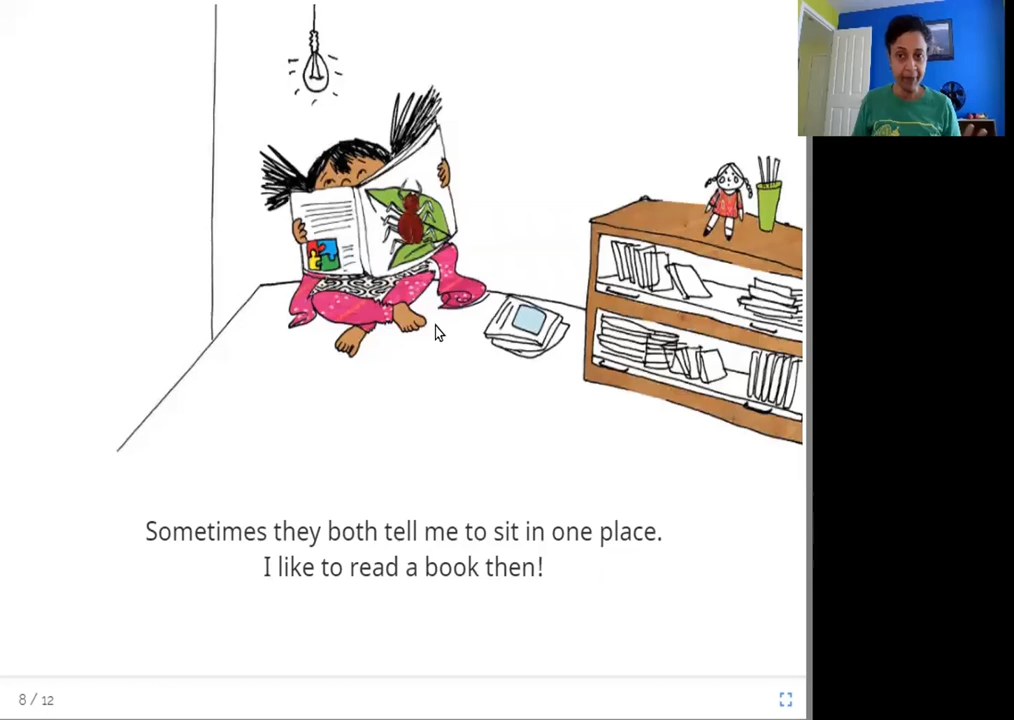 Sometimes they both tell me to sit in one place.
I like to read a book then!
8 / 12